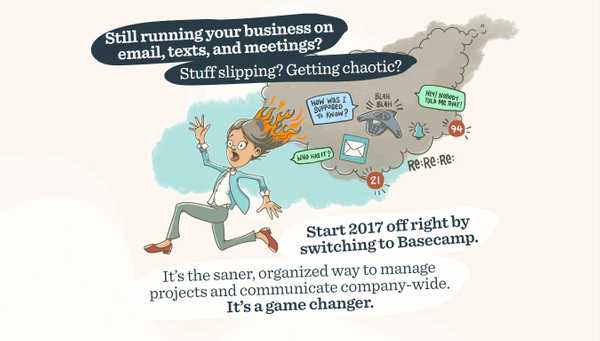 Still running your business on
email, texts, and meetings?
Stuff slipping? Getting chaotic?
HOW WAS I
SUPPOSED
TO KNOW?
BLAH
BLAH
HEY! NOBODY
TOLD ME THAT!
94
WHO HAS IT?
Re: Re: Re:
21
Start 2017 off right by
switching to Basecamp.
It's the saner, organized way to manage
projects and communicate company-wide.
It's a game changer.